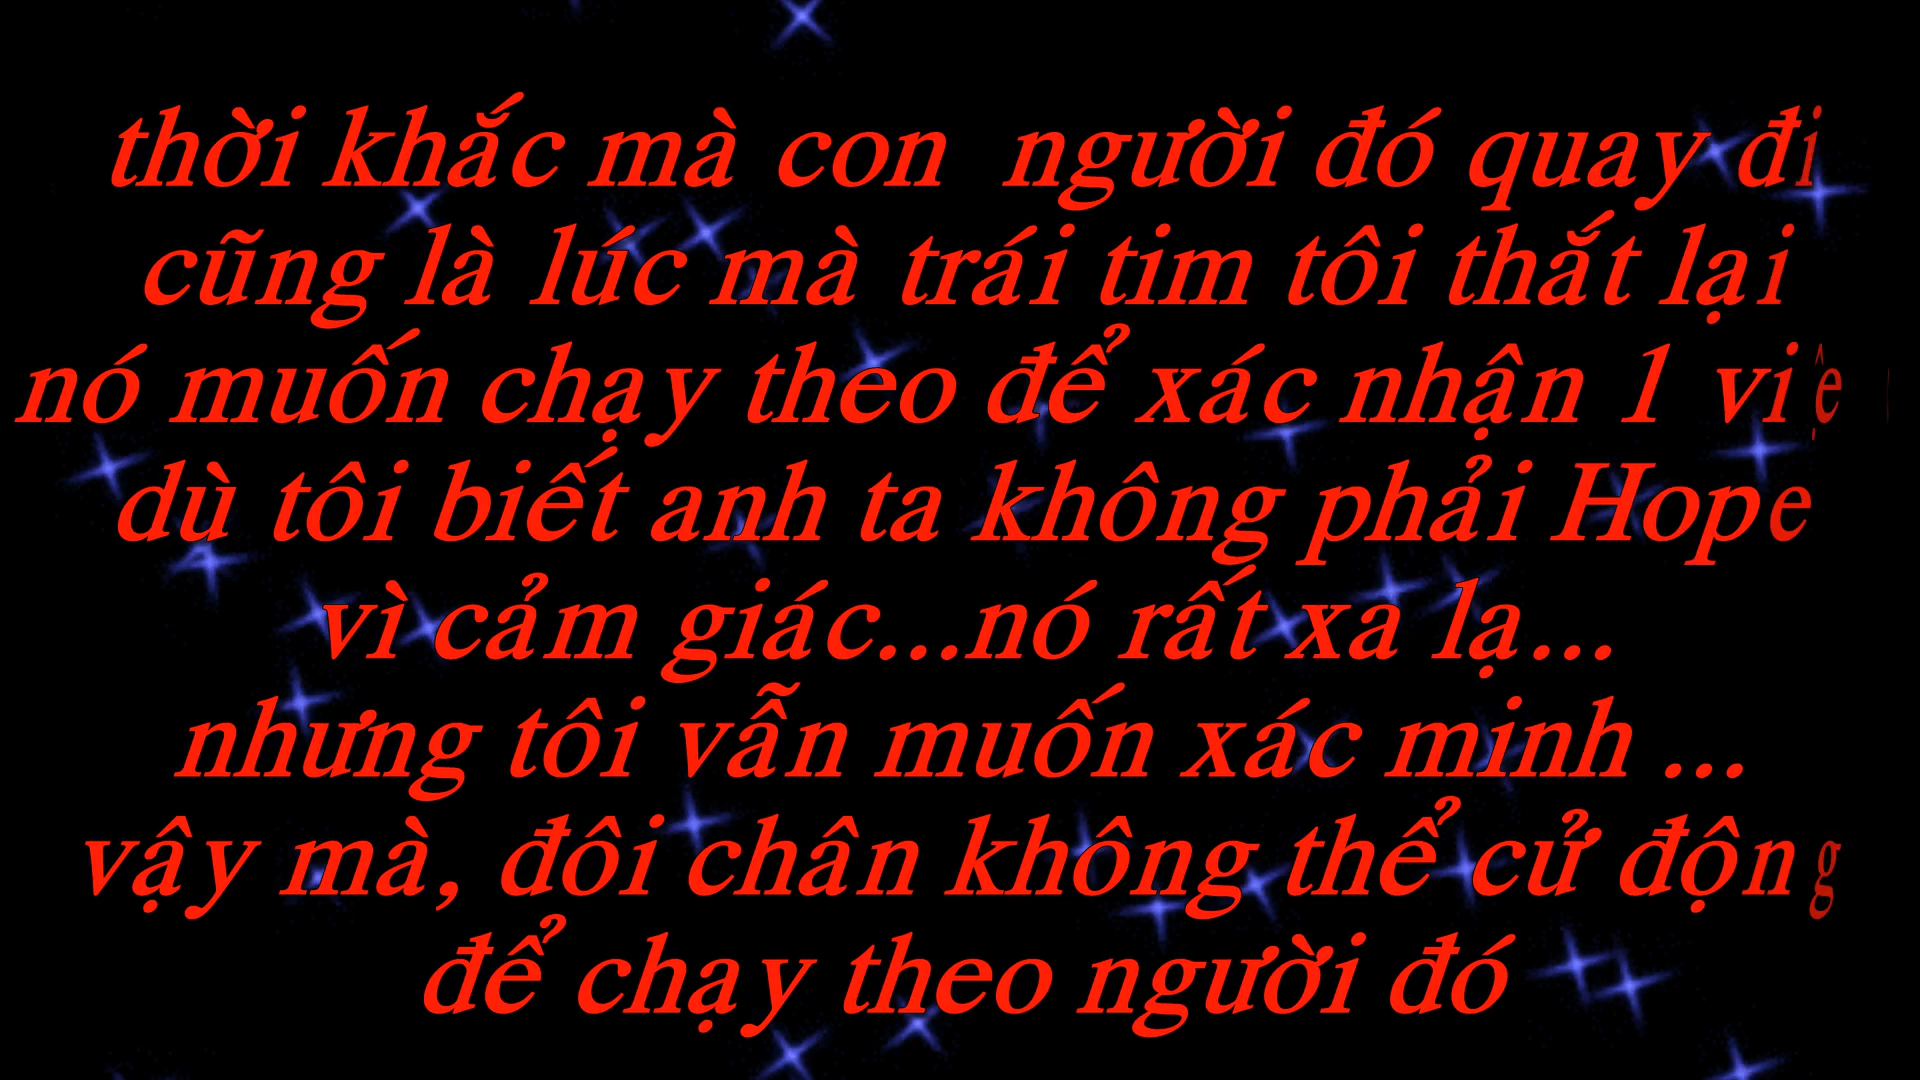 thời khắc mà con người đó quay đi
cũng là lúc mà trái tim tôi thắt lại
nó muốn chạy theo để xác nhận 1 việ
dù tôi biết anh ta không phải Hope
vì cảm giác...nó rất xa lạ...
nhưng tôi vẫn muốn xác minh ...
vậy mà, đôi chân không thể cử động
để chạy theo người đó